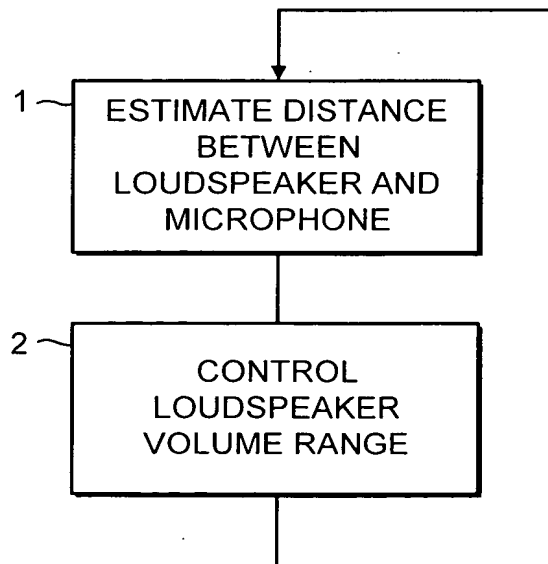 1
ESTIMATE DISTANCE
BETWEEN
LOUDSPEAKER AND
MICROPHONE
2
CONTROL
LOUDSPEAKER
VOLUME RANGE